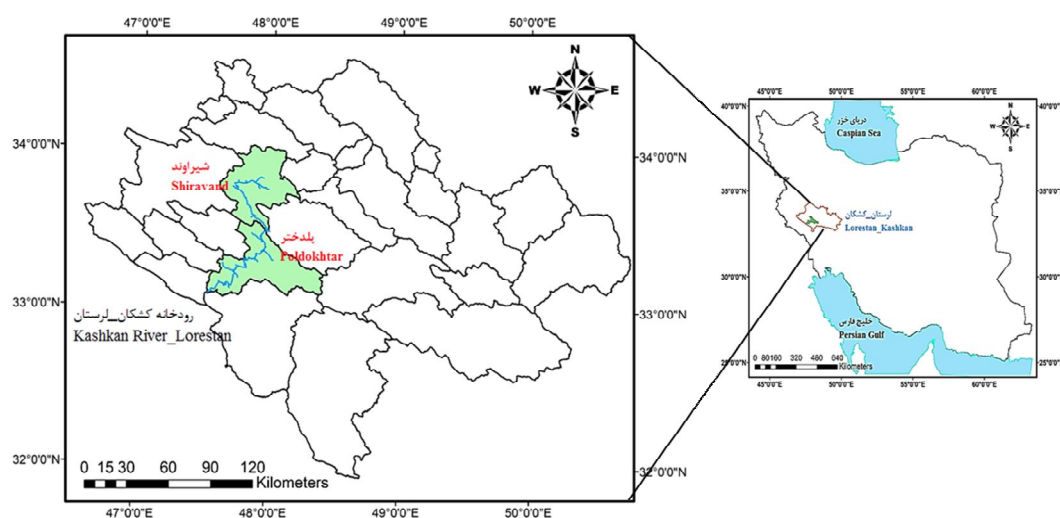 47°0'0"E 48°0'0"E 49°0'0"E 50°0'0"E
N
W E
S
34°0'0"N 34°0'0"N
شیراوند
Shiravand
پلدختر
Poldokhtar
33°0'0"N 33°0'0"N
رودخانه کشکان_لرستان
Kashkan River_Lorestan
32°0'0"N 32°0'0"N
0 15 30 60 90 120
Kilometers
47°0'0"E 48°0'0"E 49°0'0"E 50°0'0"E
45°0'0"E 50°0'0"E 55°0'0"E 60°0'0"E
40°0'0"N 40°0'0"N
دریای خزر
Caspian Sea
N
W E
S
35°0'0"N 35°0'0"N
لرستان_کشکان
Lorestan_Kashkan
30°0'0"N 30°0'0"N
خلیج فارس
Persian Gulf
25°0'0"N 25°0'0"N
Kilometers
45°0'0"E 50°0'0"E 55°0'0"E 60°0'0"E